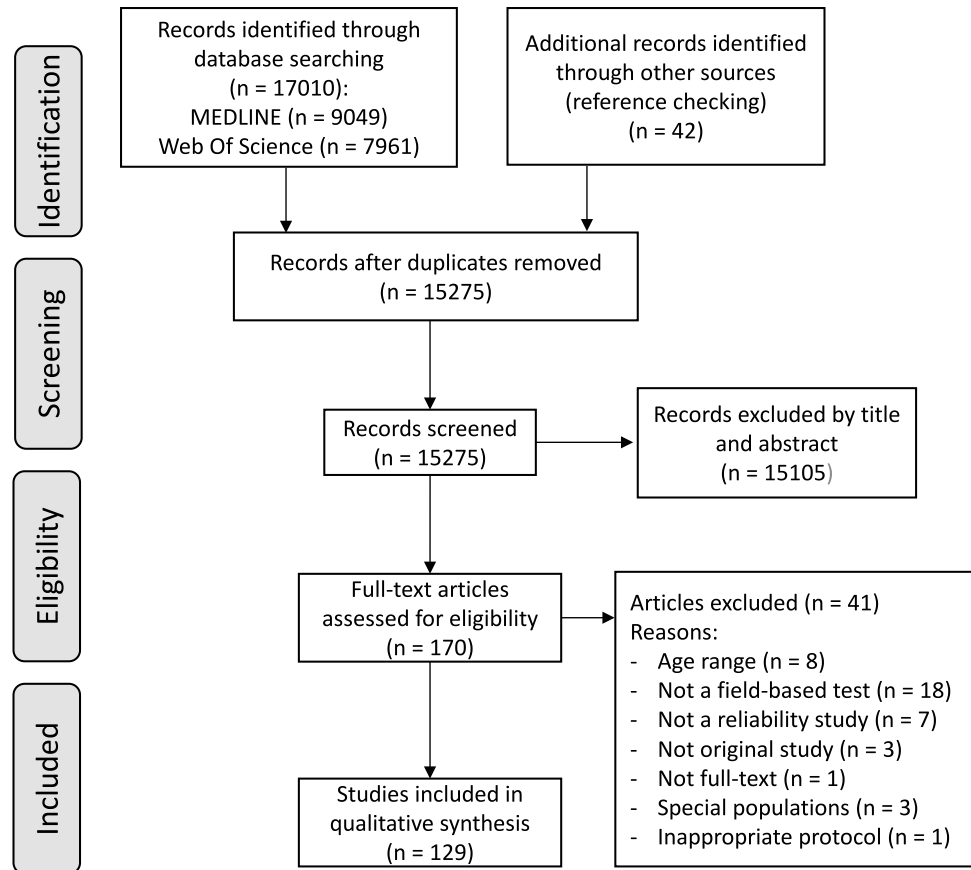 Identification
Records identified through
database searching
(n = 17010):
MEDLINE (n = 9049)
Web Of Science (n = 7961)
Additional records identified
through other sources
(reference checking)
(n = 42)
Screening
Records after duplicates removed
(n = 15275)
Records screened
(n = 15275)
Records excluded by title
and abstract
(n = 15105)
Eligibility
Full-text articles
assessed for eligibility
(n = 170)
Articles excluded (n = 41)
Reasons:
- Age range (n = 8)
- Not a field-based test (n = 18)
- Not a reliability study (n = 7)
- Not original study (n = 3)
- Not full-text (n = 1)
- Special populations (n = 3)
- Inappropriate protocol (n = 1)
Included
Studies included in
qualitative synthesis
(n = 129)